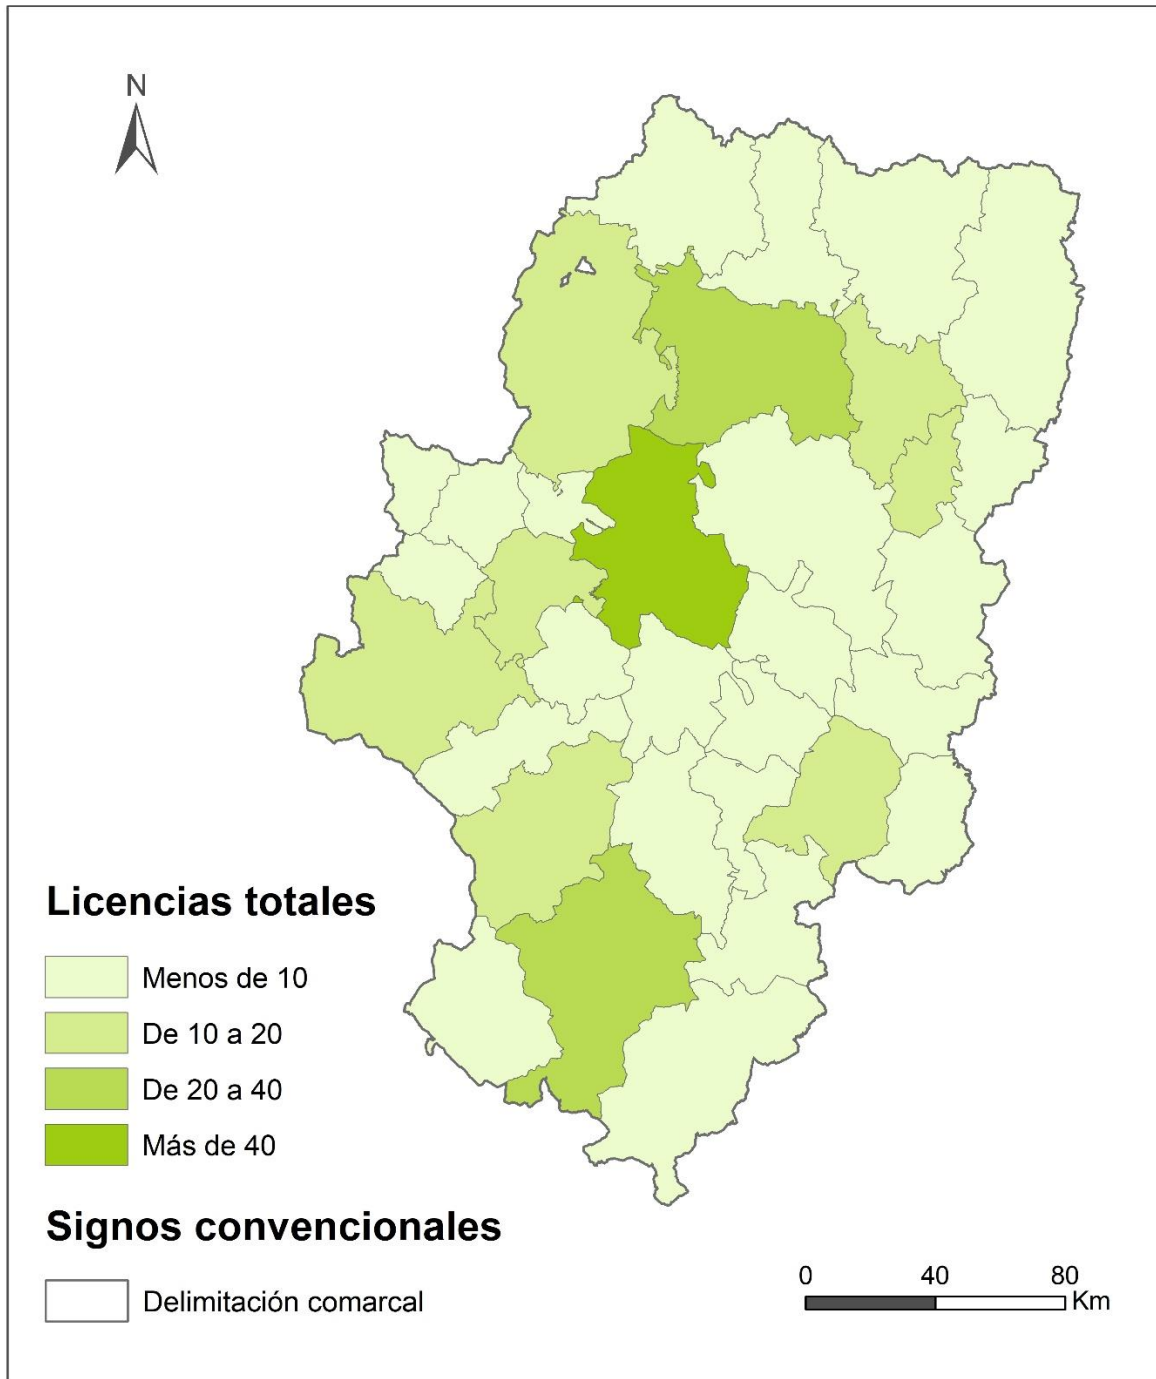 N
Licencias totales
Menos de 10
De 10 a 20
De 20 a 40
Más de 40
Signos convencionales
Delimitación comarcal
0 40 80
Km